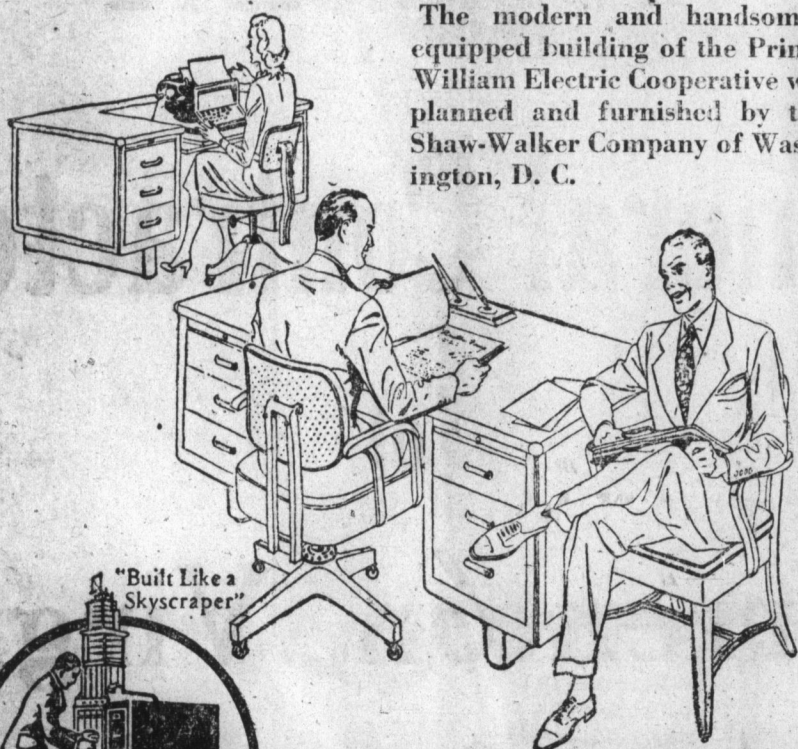 The modern and handsom
equipped building of the Prin
William Electric Cooperative
planned and furnished by t
Shaw-Walker Company of Was
ington, D. C.
"Built Like a
Skyscraper"